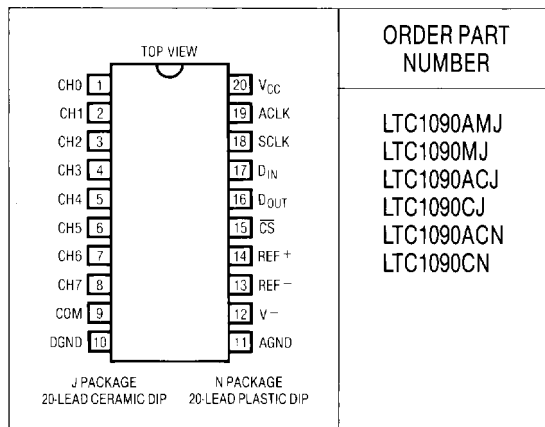 TOP VIEW
CH0 1 20 VCC
CH1 2 19 ACLK
CH2 3 18 SCLK
CH3 4 17 DIN
CH4 5 16 DOUT
CH5 6 15 C̅S̅
CH6 7 14 REF +
CH7 8 13 REF −
COM 9 12 V −
DGND 10 11 AGND
J PACKAGE
20-LEAD CERAMIC DIP
N PACKAGE
20-LEAD PLASTIC DIP
ORDER PART
NUMBER
LTC1090AMJ
LTC1090MJ
LTC1090ACJ
LTC1090CJ
LTC1090ACN
LTC1090CN